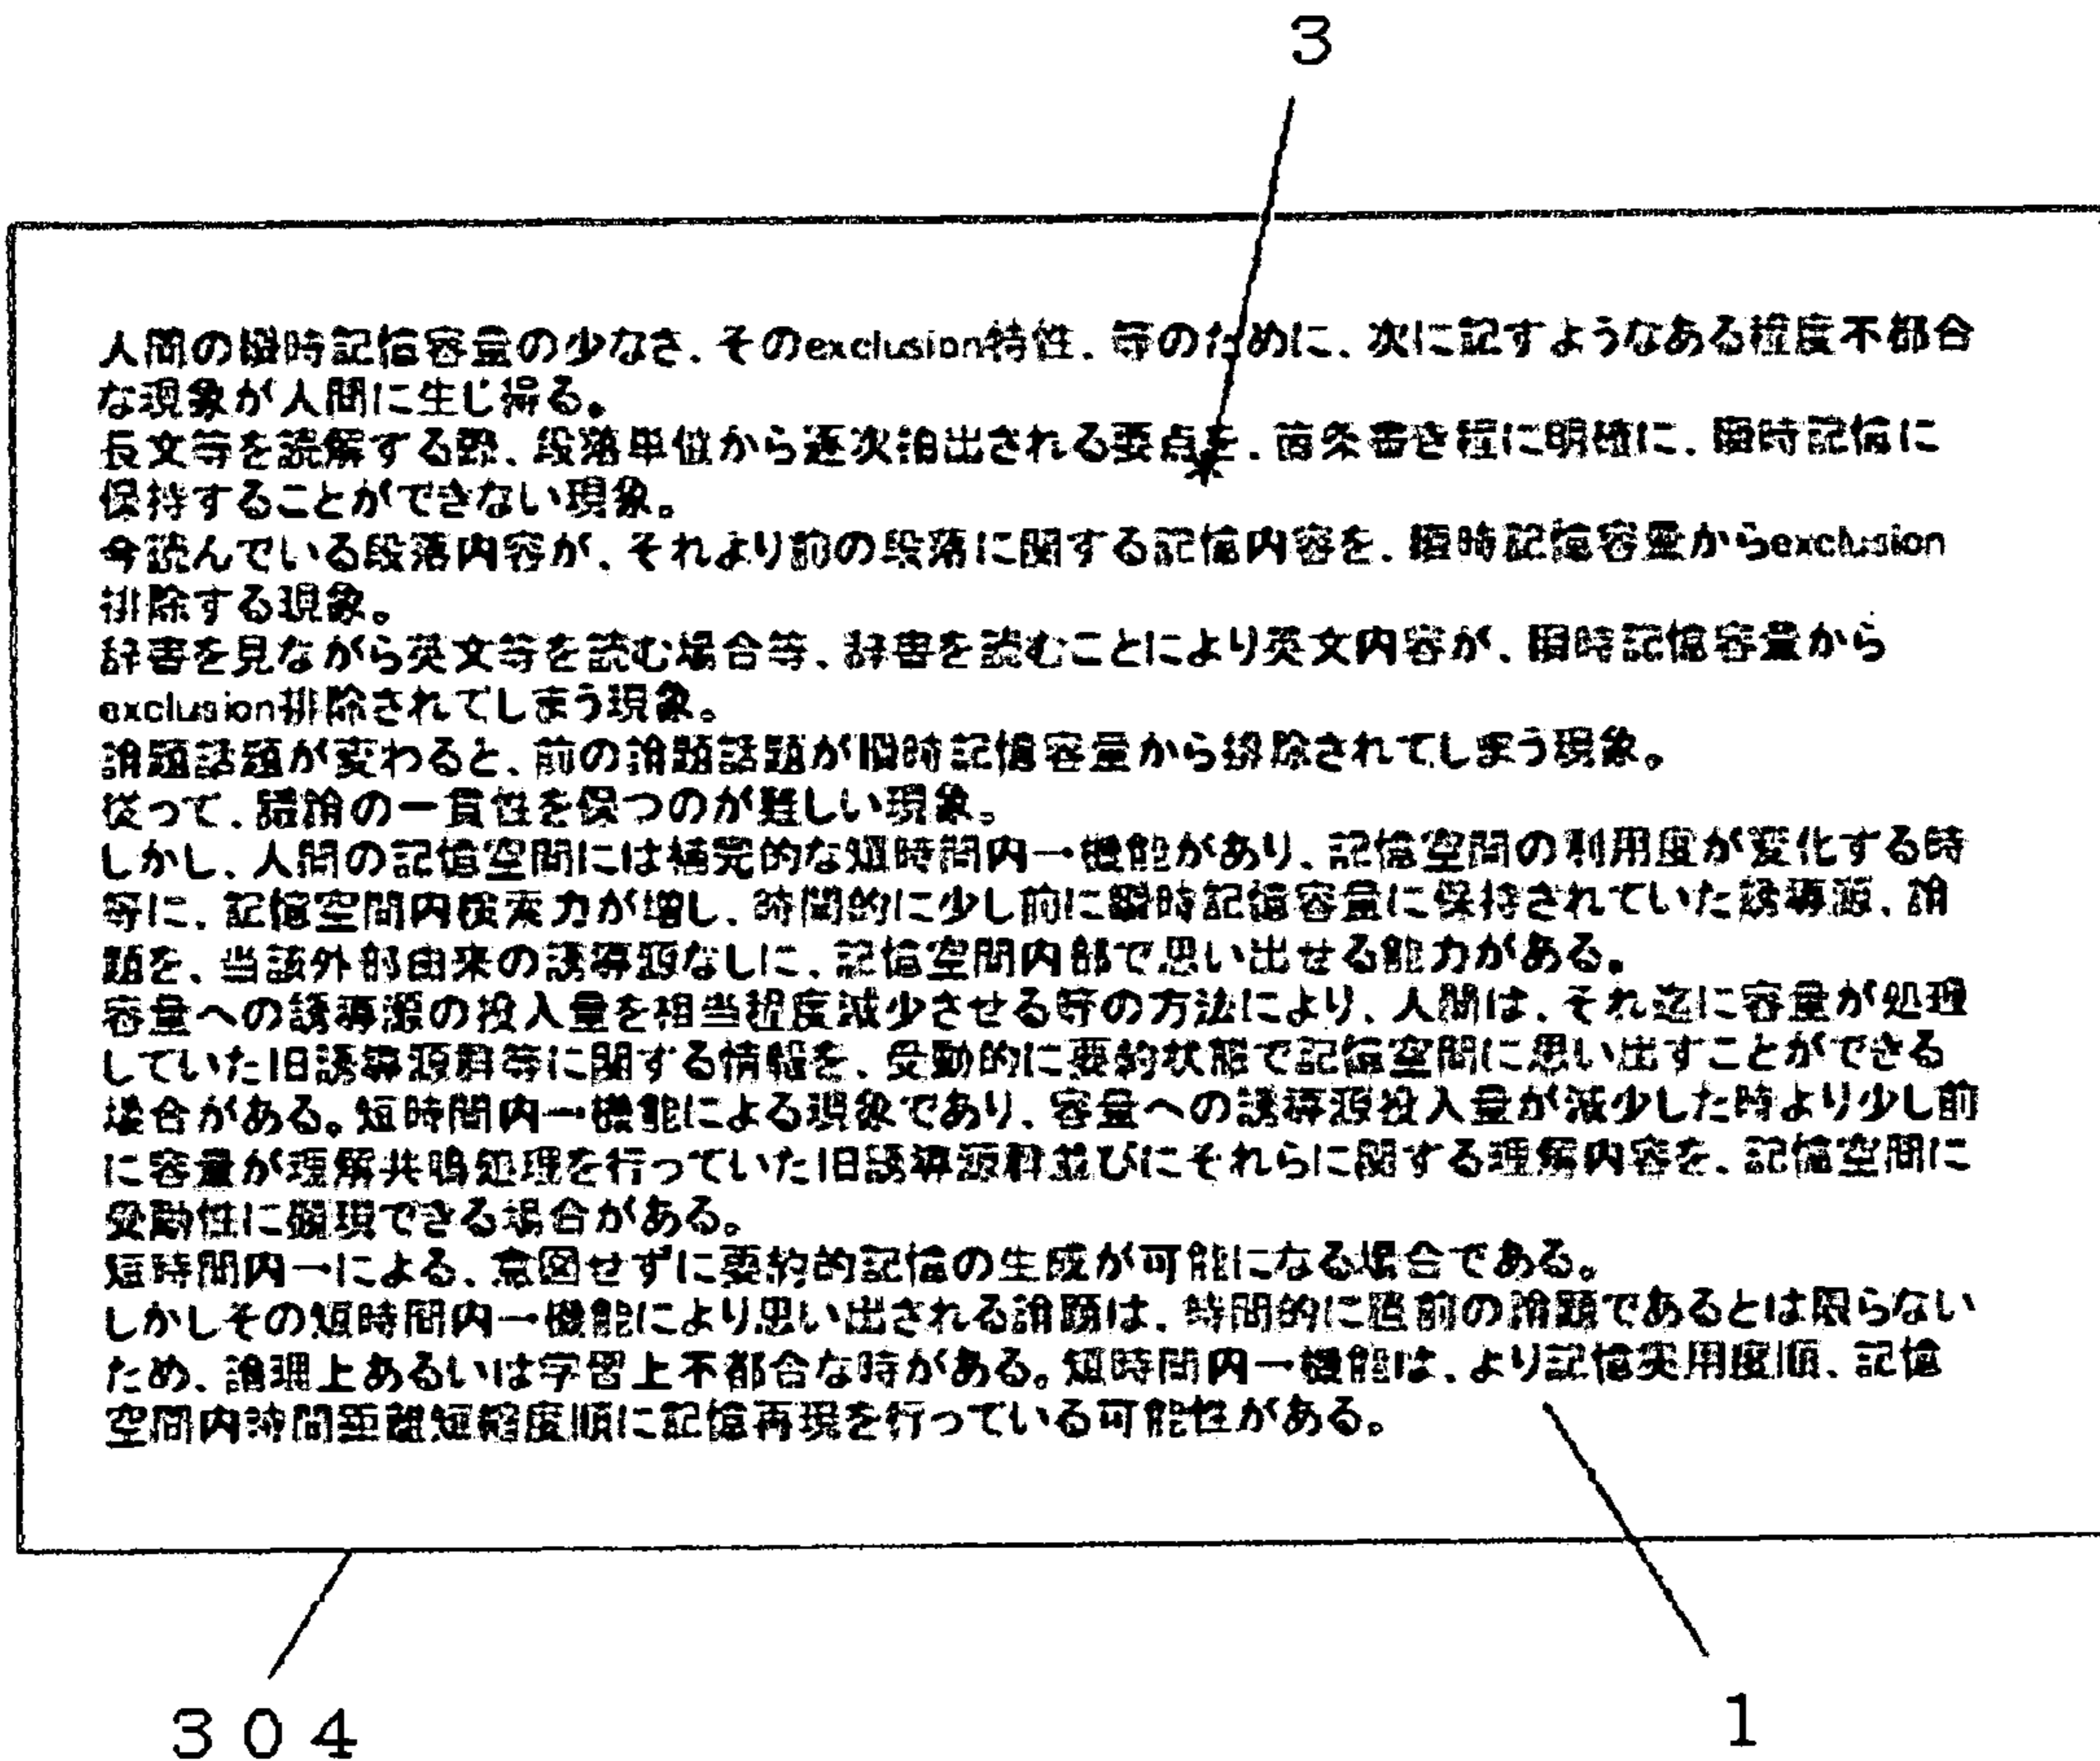 3
人間の瞬時記憶容量の少なさ、そのexclusion特性、等のために、次に記すようなある程度不都合
な現象が人間に生じ得る。
長文等を読解する際、段落単位から逐次抽出される要点を、箇条書き程に明確に、瞬時記憶に
保持することができない現象。
今読んでいる段落内容が、それより前の段落に関する記憶内容を、瞬時記憶容量からexclusion
排除する現象。
辞書を見ながら英文等を読む場合等、辞書を読むことにより英文内容が、瞬時記憶容量から
exclusion排除されてしまう現象。
論題話題が変わると、前の論題話題が瞬時記憶容量から排除されてしまう現象。
従って、話論の一貫性を保つのが難しい現象。
しかし、人間の記憶空間には補完的な短時間内→機能があり、記憶空間の利用度が変化する時
等に、記憶空間内検索力が増し、時間的に少し前に瞬時記憶容量に保持されていた誘導源、論
題を、当該外部由来の誘導源なしに、記憶空間内部で思い出せる能力がある。
容量への誘導源の投入量を相当程度減少させる等の方法により、人間は、それ迄に容量が処理
していた旧誘導源群等に関する情報を、受動的に要約状態で記憶空間に思い出すことができる
場合がある。短時間内→機能による現象であり、容量への誘導源投入量が減少した時より少し前
に容量が理解共鳴処理を行っていた旧誘導源群並びにそれらに関する理解内容を、記憶空間に
受動性に顕現できる場合がある。
短時間内→による、意図せずに要約的記憶の生成が可能になる場合である。
しかしその短時間内→機能により思い出される論題は、時間的に直前の論題であるとは限らない
ため、論理上あるいは学習上不都合な時がある。短時間内→機能は、より記憶実用度順、記憶
空間内時間距離短縮度順に記憶再現を行っている可能性がある。
304
1